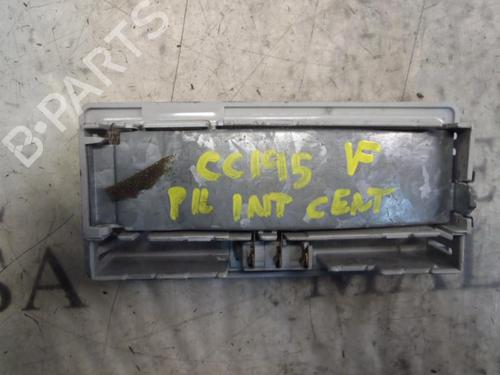 B-PARTS
CC195 V
PIL INT CENT